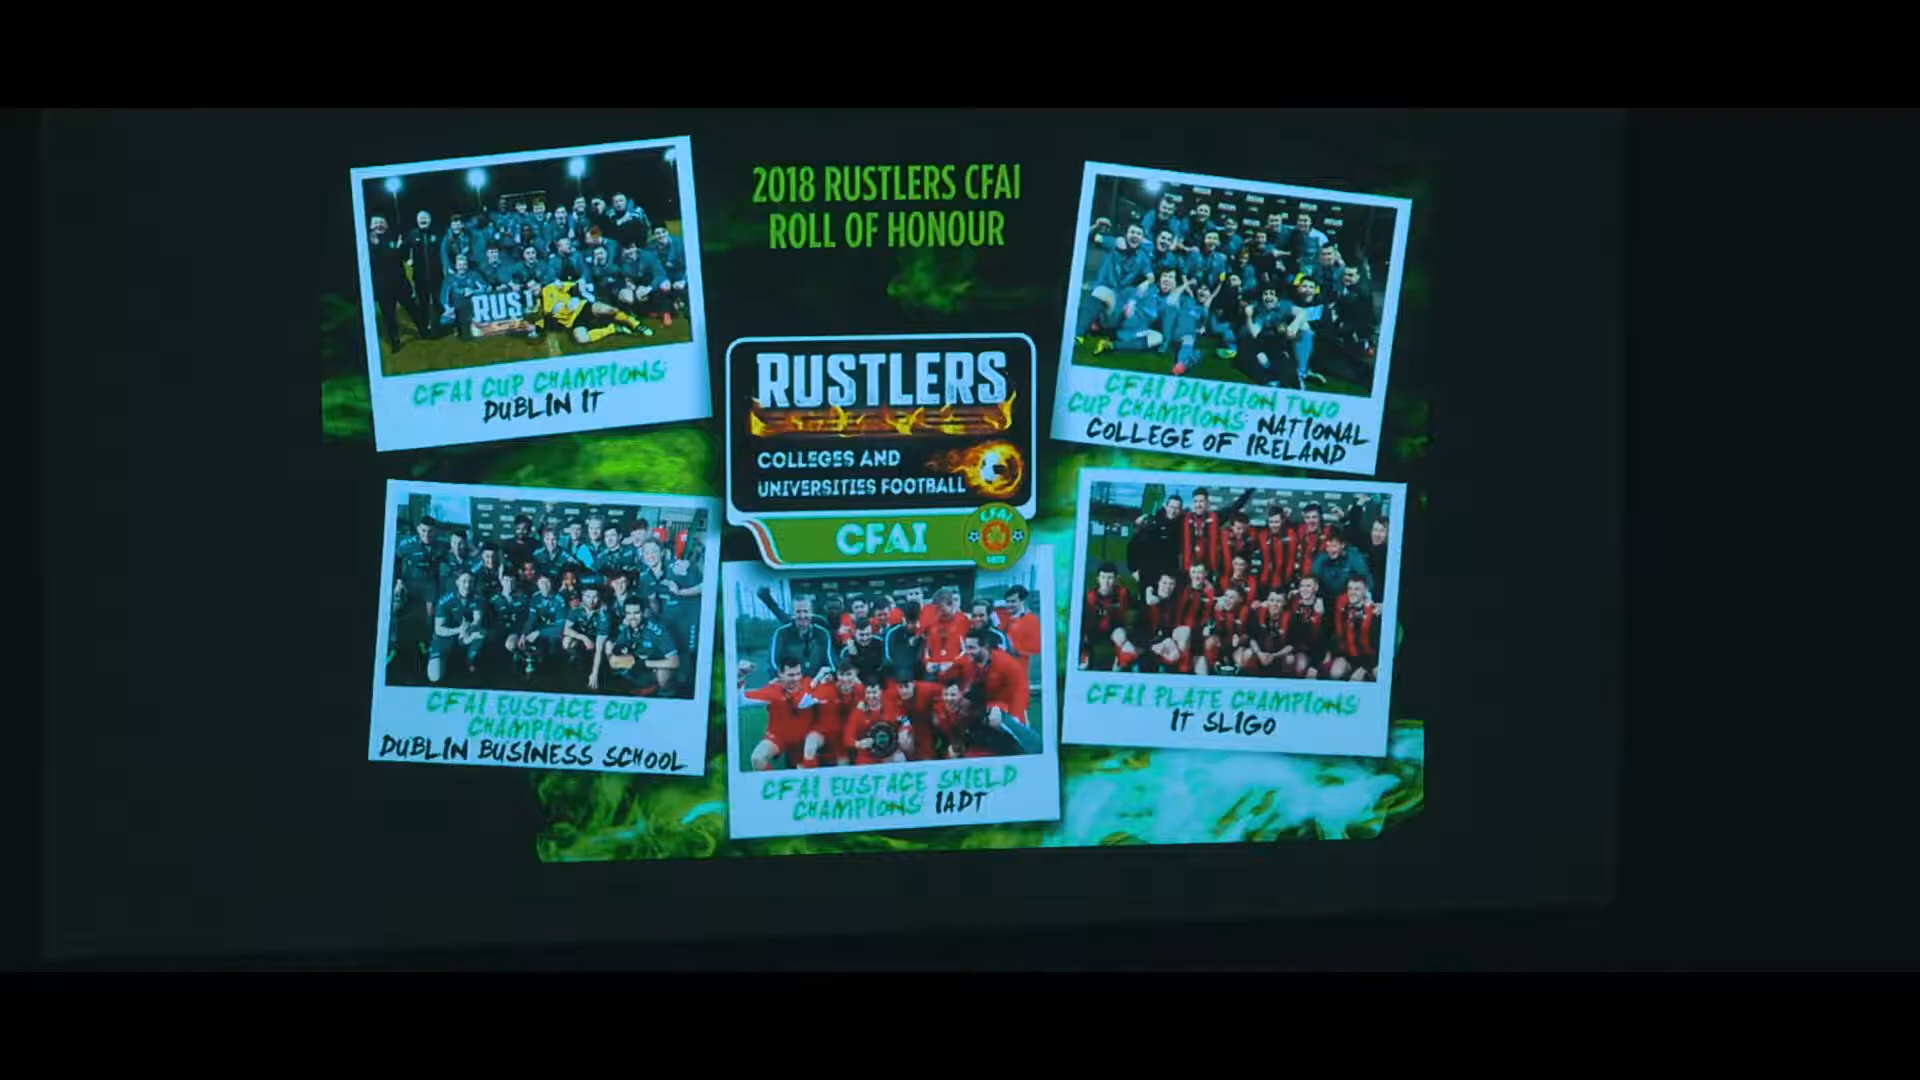 2018 RUSTLERS CFAI
ROLL OF HONOUR
CFAI CUP CHAMPIONS:
DUBLIN IT
CFAI DIVISION TWO
CUP CHAMPIONS: NATIONAL
COLLEGE OF IRELAND
RUSTLERS
COLLEGES AND
UNIVERSITIES FOOTBALL
CFAI
CFAI
CFAI EUSTACE CUP
CHAMPIONS:
DUBLIN BUSINESS SCHOOL
CFAI EUSTACE SHIELD
CHAMPIONS: IADT
CFAI PLATE CHAMPIONS:
IT SLIGO